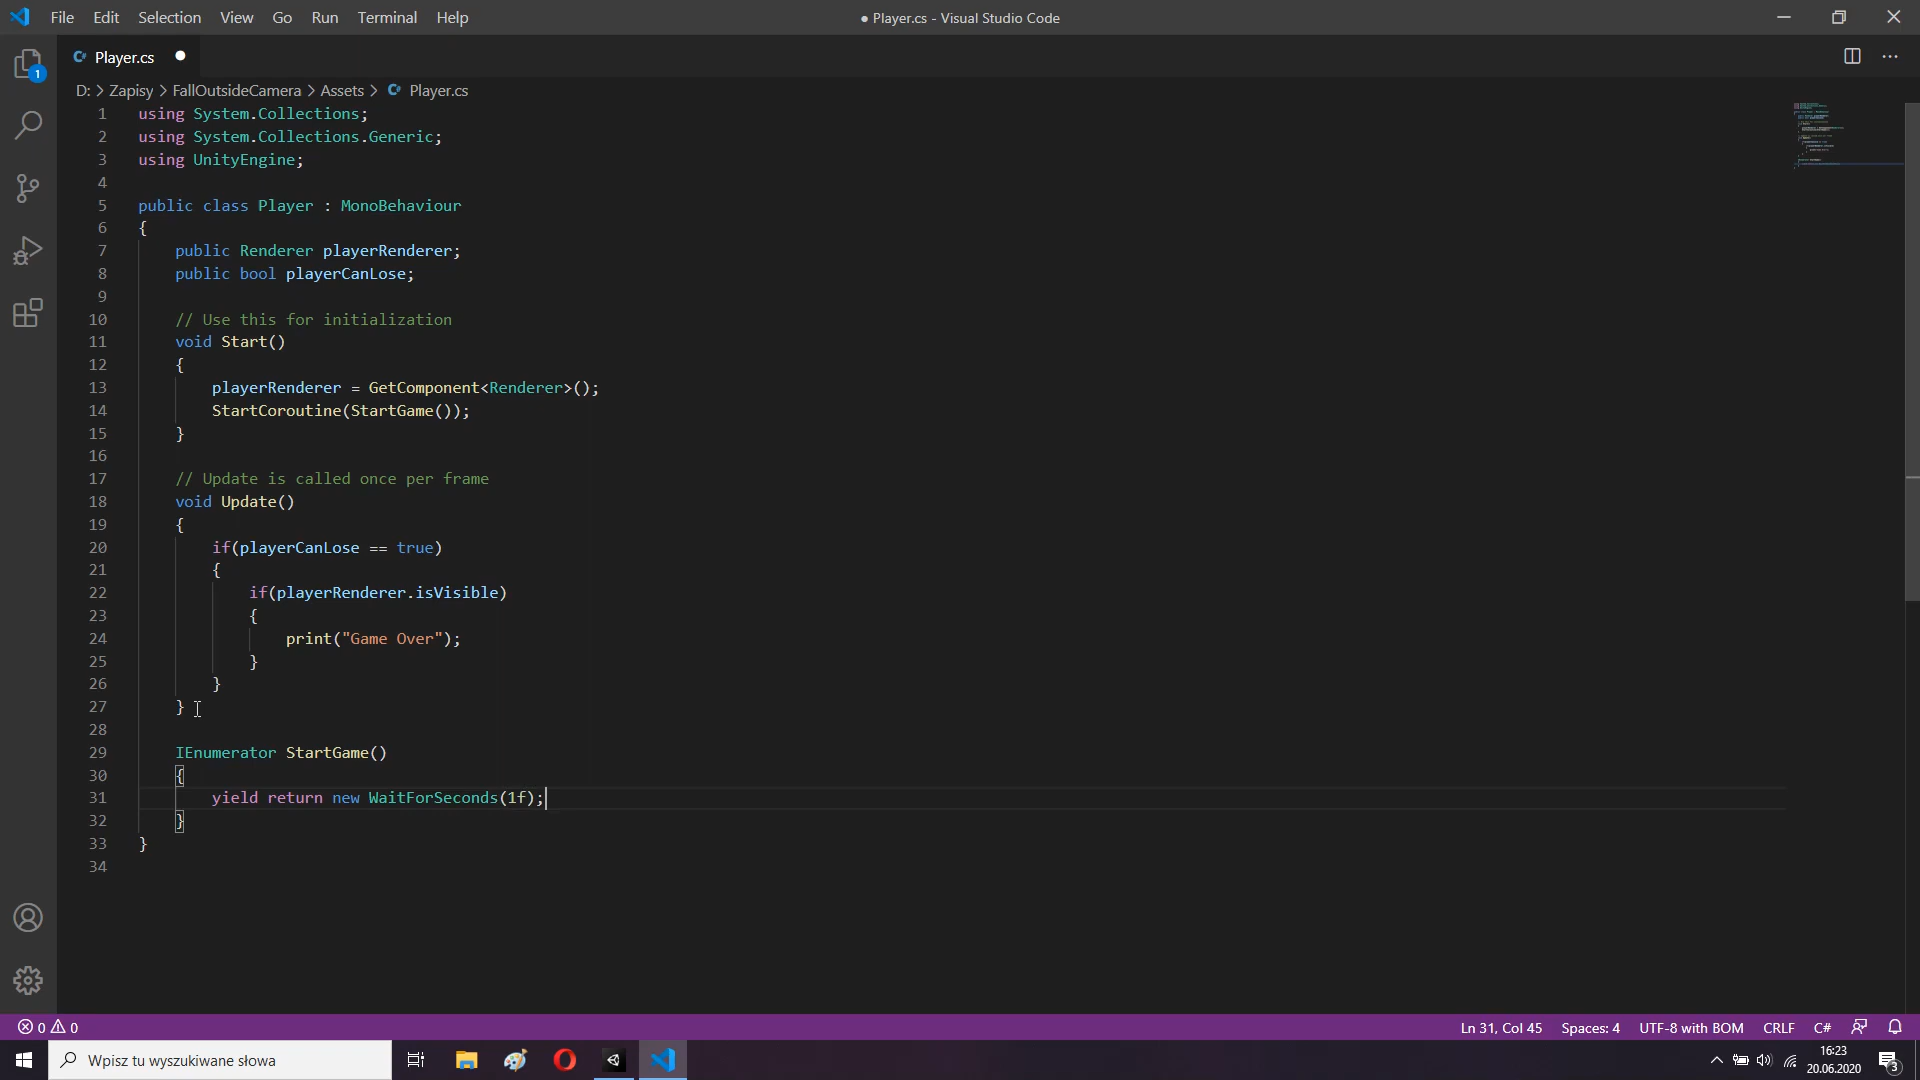 File Edit Selection View Go Run Terminal Help
● Player.cs - Visual Studio Code
1
Player.cs
D: > Zapisy > FallOutsideCamera > Assets > Player.cs
1 using System.Collections;
2 using System.Collections.Generic;
3 using UnityEngine;
4
5 public class Player : MonoBehaviour
6 {
7 public Renderer playerRenderer;
8 public bool playerCanLose;
9
10 // Use this for initialization
11 void Start()
12 {
13 playerRenderer = GetComponent<Renderer>();
14 StartCoroutine(StartGame());
15 }
16
17 // Update is called once per frame
18 void Update()
19 {
20 if(playerCanLose == true)
21 {
22 if(playerRenderer.isVisible)
23 {
24 print("Game Over");
25 }
26 }
27 }
28
29 IEnumerator StartGame()
30 {
31 yield return new WaitForSeconds(1f);
32 }
33 }
34
0 0 Ln 31, Col 45 Spaces: 4 UTF-8 with BOM CRLF C#
Wpisz tu wyszukiwane słowa
16:23
20.06.2020
3